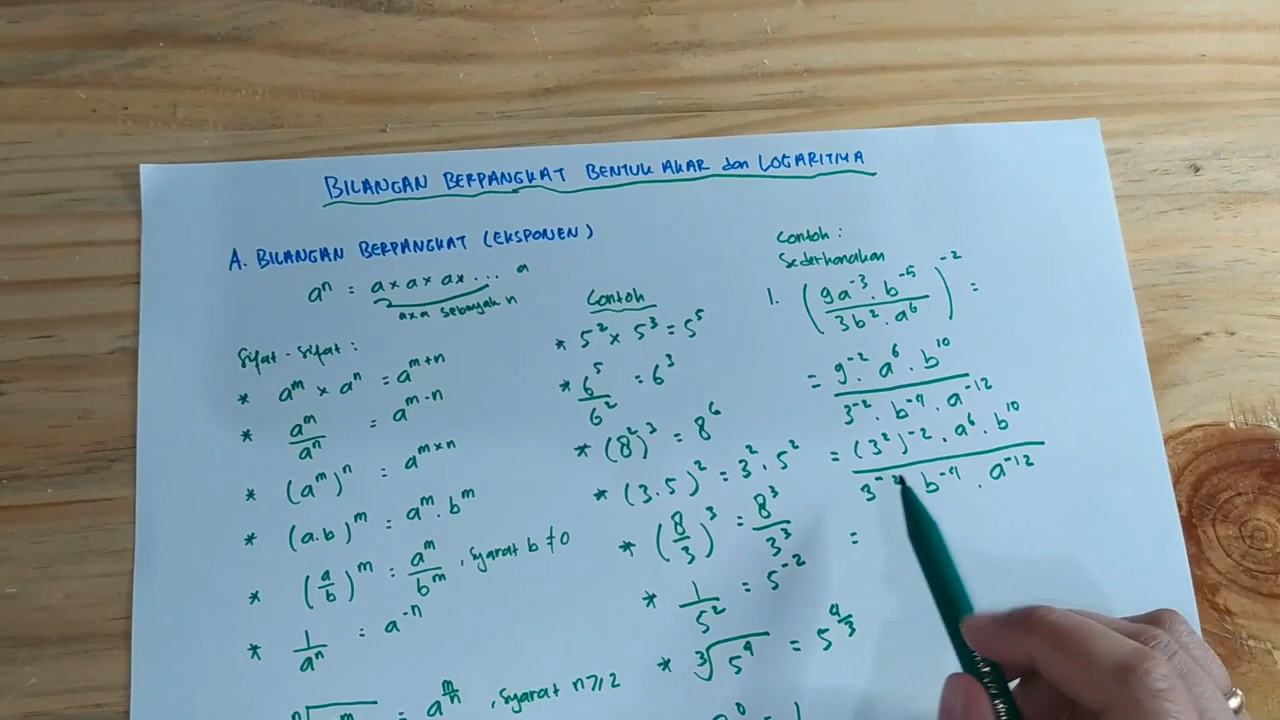 BILANGAN BERPANGKAT BENTUK AKAR dan LOGARITMA
A. BILANGAN BERPANGKAT (EKSPONEN)
aⁿ = a x a x a x ... a
axa sebanyak n
Sifat-sifat :
* aᵐ x aⁿ = aᵐ⁺ⁿ
* aᵐ/aⁿ = aᵐ⁻ⁿ
* (aᵐ)ⁿ = aᵐˣⁿ
* (a.b)ᵐ = aᵐ . bᵐ
* (a/b)ᵐ = aᵐ/bᵐ , syarat b ≠ 0
* 1/aⁿ = a⁻ⁿ
= a^(m/n) , syarat n ≥ 2
Contoh
* 5² x 5³ = 5⁵
* 6⁵/6² = 6³
* (8²)³ = 8⁶
* (3.5)² = 3² . 5²
* (8/3)³ = 8³/3³
* 1/5² = 5⁻²
* ³√5⁴ = 5^(4/3)
Contoh :
Sederhanakan
1. (9a⁻³ . b⁻⁵ / 3b² . a⁶)⁻² =
= 9⁻² . a⁶ . b¹⁰ / 3⁻² . b⁻⁴ . a⁻¹²
= (3²)⁻² . a⁶ . b¹⁰ / 3⁻² b⁻⁴ . a⁻¹²
=